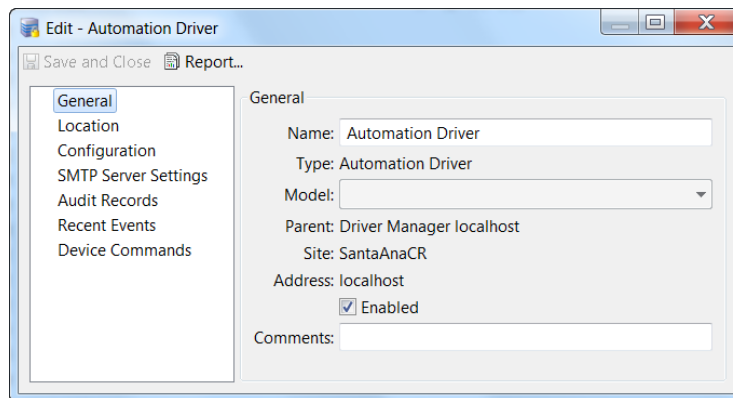 Edit - Automation Driver
Save and Close Report...
General
Location
Configuration
SMTP Server Settings
Audit Records
Recent Events
Device Commands
General
Name: Automation Driver
Type: Automation Driver
Model:
Parent: Driver Manager localhost
Site: SantaAnaCR
Address: localhost
Enabled
Comments: